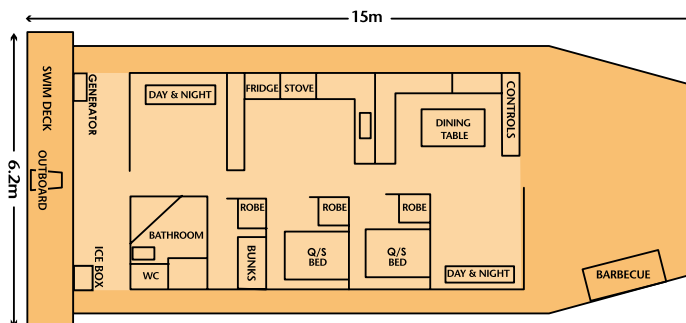 15m
6.2m
SWIM DECK
GENERATOR
DAY & NIGHT
FRIDGE
STOVE
CONTROLS
DINING
TABLE
OUTBOARD
ROBE
ROBE
ROBE
BATHROOM
ICE BOX
WC
BUNKS
Q/S
BED
Q/S
BED
DAY & NIGHT
BARBECUE